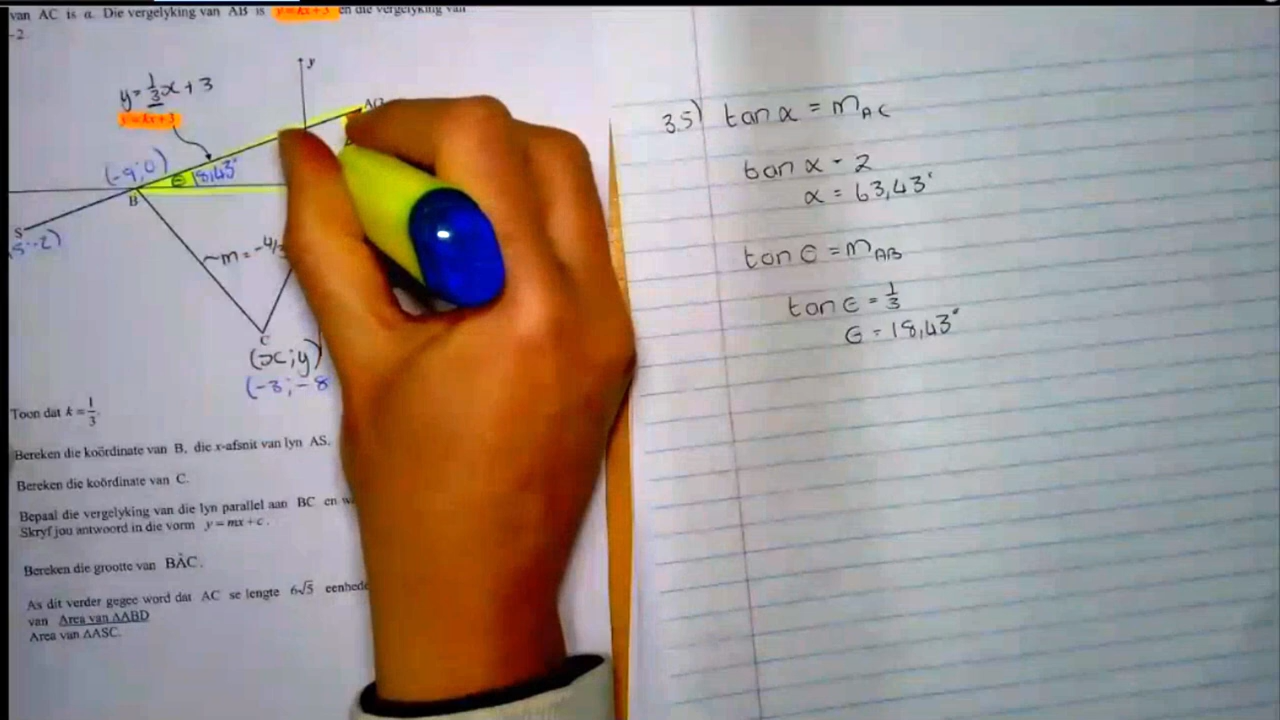 van AC is α. Die vergelyking van AB is y = kx + 3 en die vergelyking van
-2.
y
y = 1/3 x + 3
y = kx + 3
(-9;0)
θ 18,43°
B
S
;-2)
m = -4/3
C
(x;y)
(-3;-8
Toon dat k = 1/3.
Bereken die koördinate van B, die x-afsnit van lyn AS.
Bereken die koördinate van C.
Bepaal die vergelyking van die lyn parallel aan BC en
Skryf jou antwoord in die vorm y = mx + c.
Bereken die grootte van BÂC.
As dit verder gegee word dat AC se lengte 6√5
van Area van ΔABD
Area van ΔASC.
3.5) tan α = mAC
tan α = 2
α = 63,43°
tan θ = mAB
tan θ = 1/3
θ = 18,43°